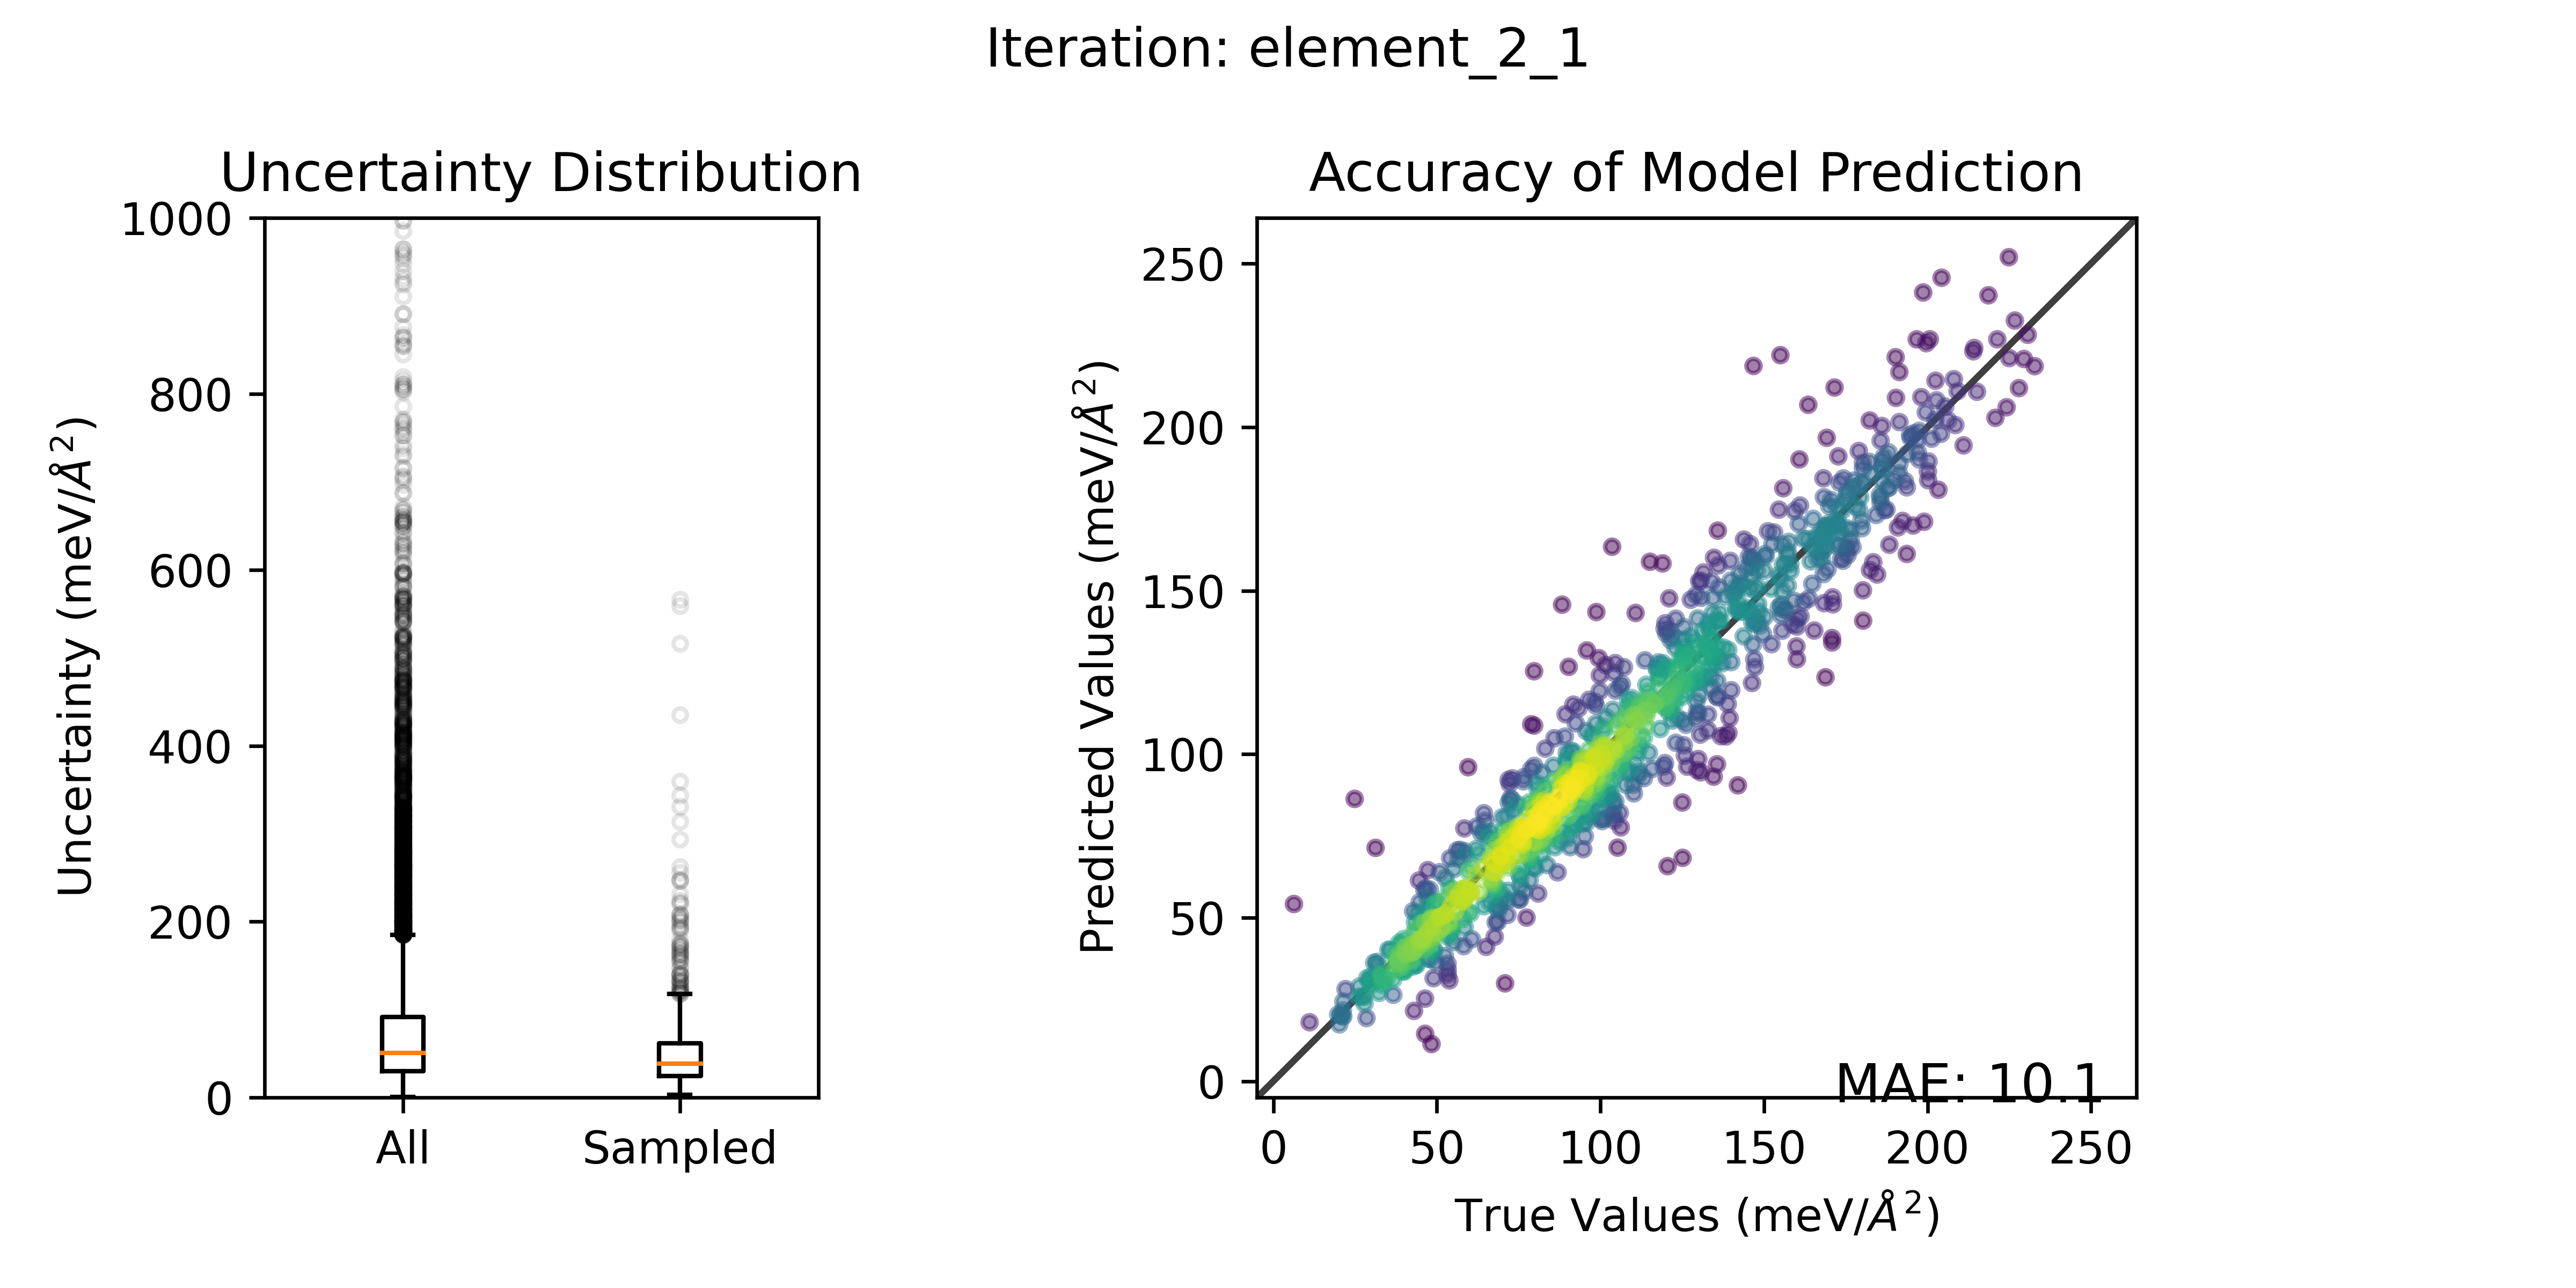 Iteration: element_2_1
Uncertainty Distribution
Uncertainty (meV/Å²)
1000
800
600
400
200
0
All Sampled
Accuracy of Model Prediction
Predicted Values (meV/Å²)
250
200
150
100
50
0
MAE: 10.1
0 50 100 150 200 250
True Values (meV/Å²)